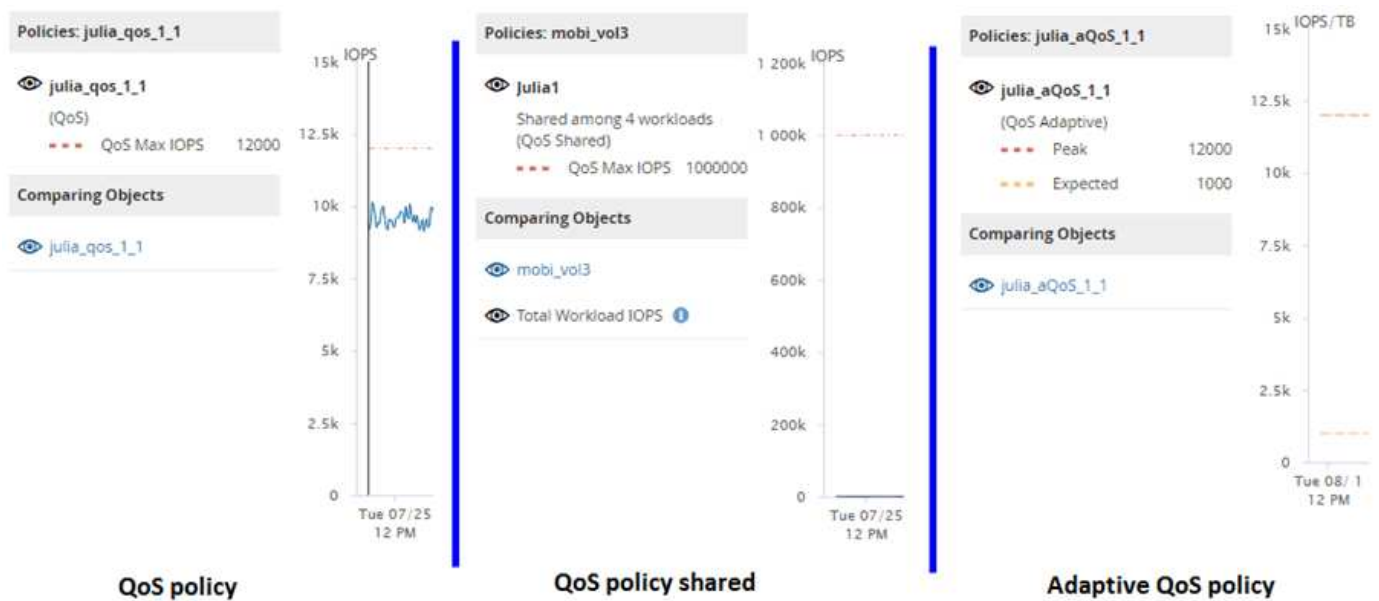 Policies: julia_qos_1_1
julia_qos_1_1
(QoS)
QoS Max IOPS 12000
Comparing Objects
julia_qos_1_1
IOPS
15k
12.5k
10k
7.5k
5k
2.5k
0
Tue 07/25
12 PM
QoS policy
Policies: mobi_vol3
Julia1
Shared among 4 workloads
(QoS Shared)
QoS Max IOPS 1000000
Comparing Objects
mobi_vol3
Total Workload IOPS i
IOPS
1 200k
1 000k
800k
600k
400k
200k
0
Tue 07/25
12 PM
QoS policy shared
Policies: julia_aQoS_1_1
julia_aQoS_1_1
(QoS Adaptive)
Peak 12000
Expected 1000
Comparing Objects
julia_aQoS_1_1
IOPS/TB
15k
12.5k
10k
7.5k
5k
2.5k
0
Tue 08/ 1
12 PM
Adaptive QoS policy